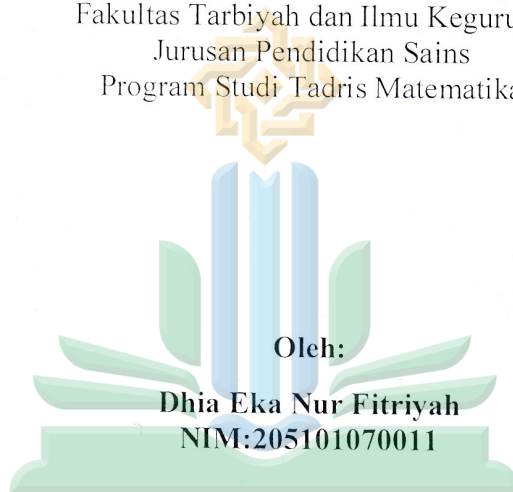 Fakultas Tarbiyah dan Ilmu Keguru
Jurusan Pendidikan Sains
Program Studi Tadris Matematika
Oleh:
Dhia Eka Nur Fitriyah
NIM:205101070011